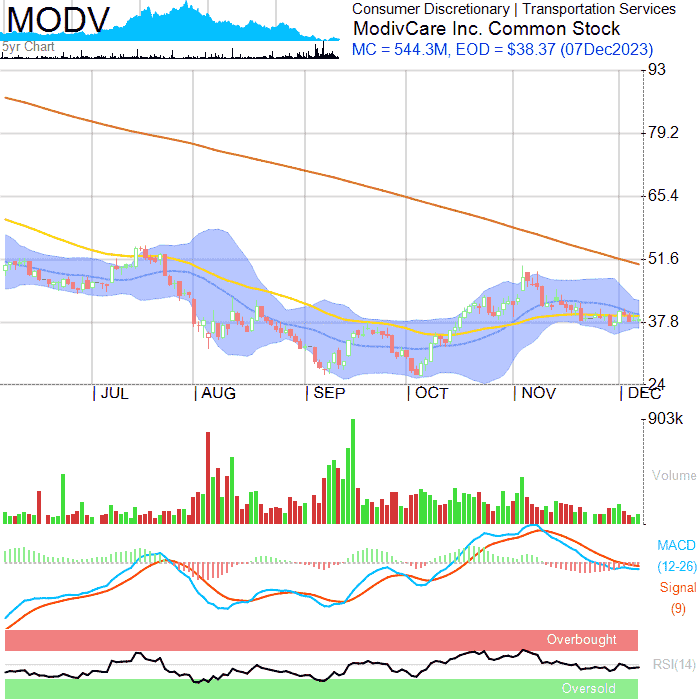 MODV
5yr Chart
Consumer Discretionary | Transportation Services
ModivCare Inc. Common Stock
MC = 544.3M, EOD = $38.37 (07Dec2023)
93
79.2
65.4
51.6
37.8
24
JUL AUG SEP OCT NOV DEC
903k
Volume
MACD
(12-26)
Signal
(9)
Overbought
RSI(14)
Oversold